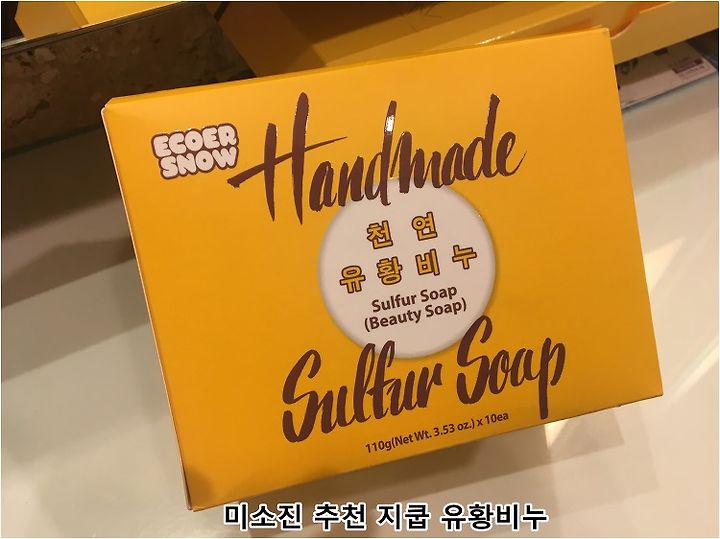 ECOER
SNOW
Handmade
천연
유황비누
Sulfur Soap
(Beauty Soap)
Sulfur Soap
110g(Net Wt. 3.53 oz.) x 10ea
미소진 추천 지쿱 유황비누